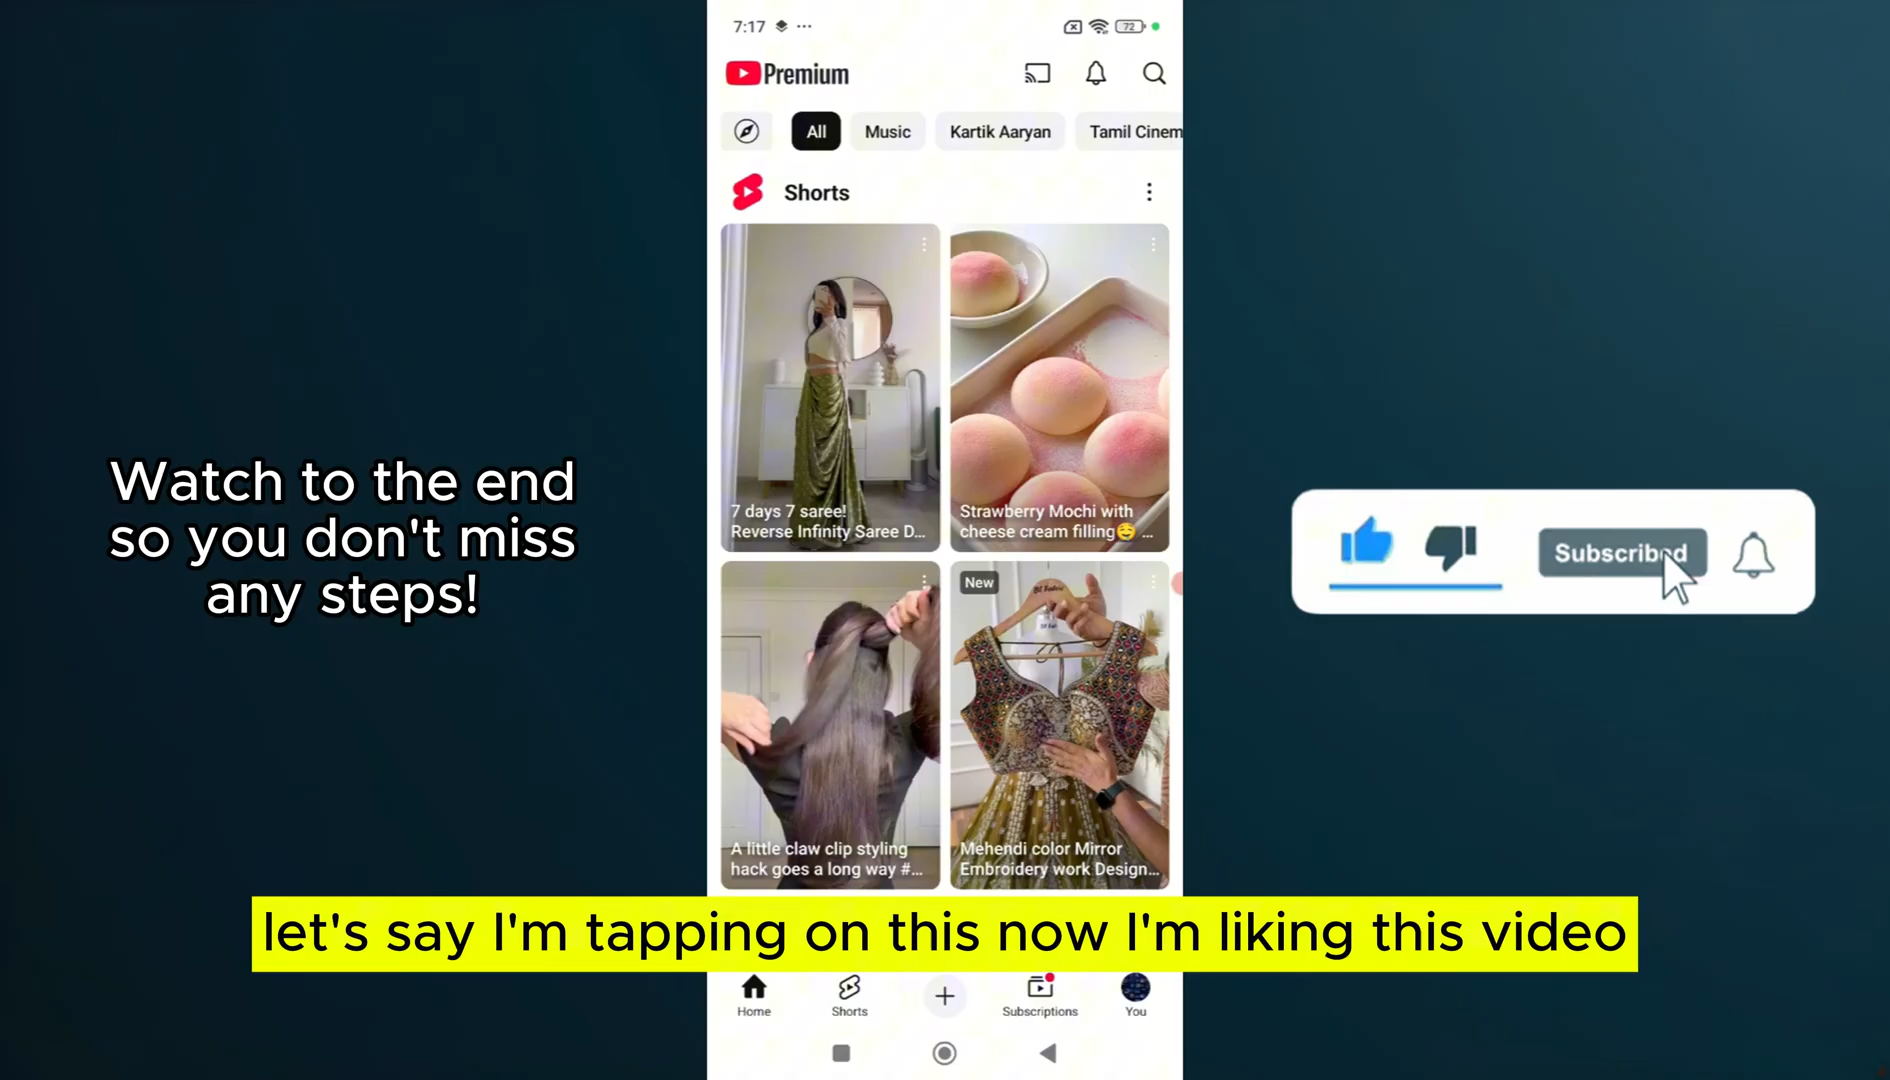 7:17
72
Premium
All
Music
Kartik Aaryan
Tamil Cinem
Shorts
7 days 7 saree!
Reverse Infinity Saree D...
Strawberry Mochi with
cheese cream filling🤤 ...
New
A little claw clip styling
hack goes a long way #...
Mehendi color Mirror
Embroidery work Design...
Watch to the end
so you don't miss
any steps!
Subscribed
let's say I'm tapping on this now I'm liking this video
Home
Shorts
Subscriptions
You